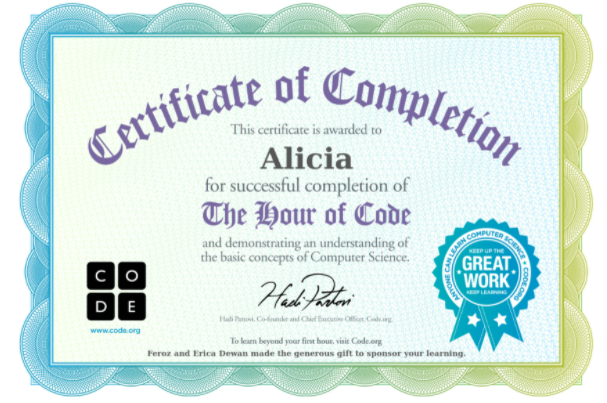 Certificate of Completion
This certificate is awarded to
Alicia
for successful completion of
The Hour of Code
and demonstrating an understanding of
the basic concepts of Computer Science.
C O
D E
www.code.org
Hadi Partovi
Hadi Partovi, Co-founder and Chief Executive Officer, Code.org
ANYONE CAN LEARN COMPUTER SCIENCE • CODE.ORG
KEEP UP THE
GREAT
WORK
KEEP LEARNING
To learn beyond your first hour, visit Code.org
Feroz and Erica Dewan made the generous gift to sponsor your learning.